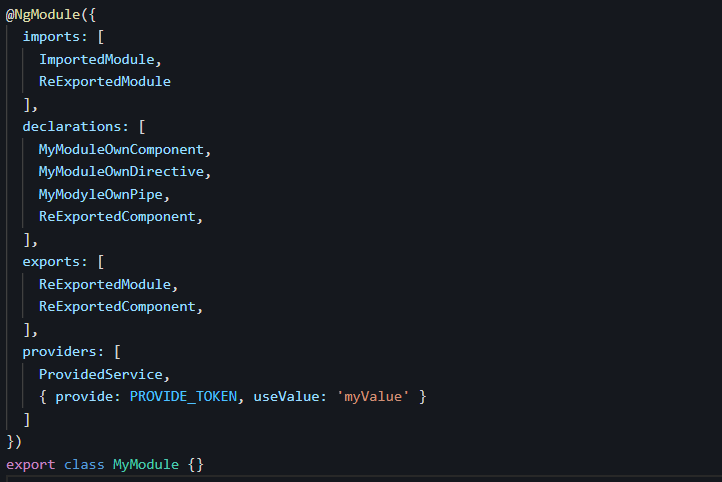 @NgModule({
  imports: [
    ImportedModule,
    ReExportedModule
  ],
  declarations: [
    MyModuleOwnComponent,
    MyModuleOwnDirective,
    MyModyleOwnPipe,
    ReExportedComponent,
  ],
  exports: [
    ReExportedModule,
    ReExportedComponent,
  ],
  providers: [
    ProvidedService,
    { provide: PROVIDE_TOKEN, useValue: 'myValue' }
  ]
})
export class MyModule {}